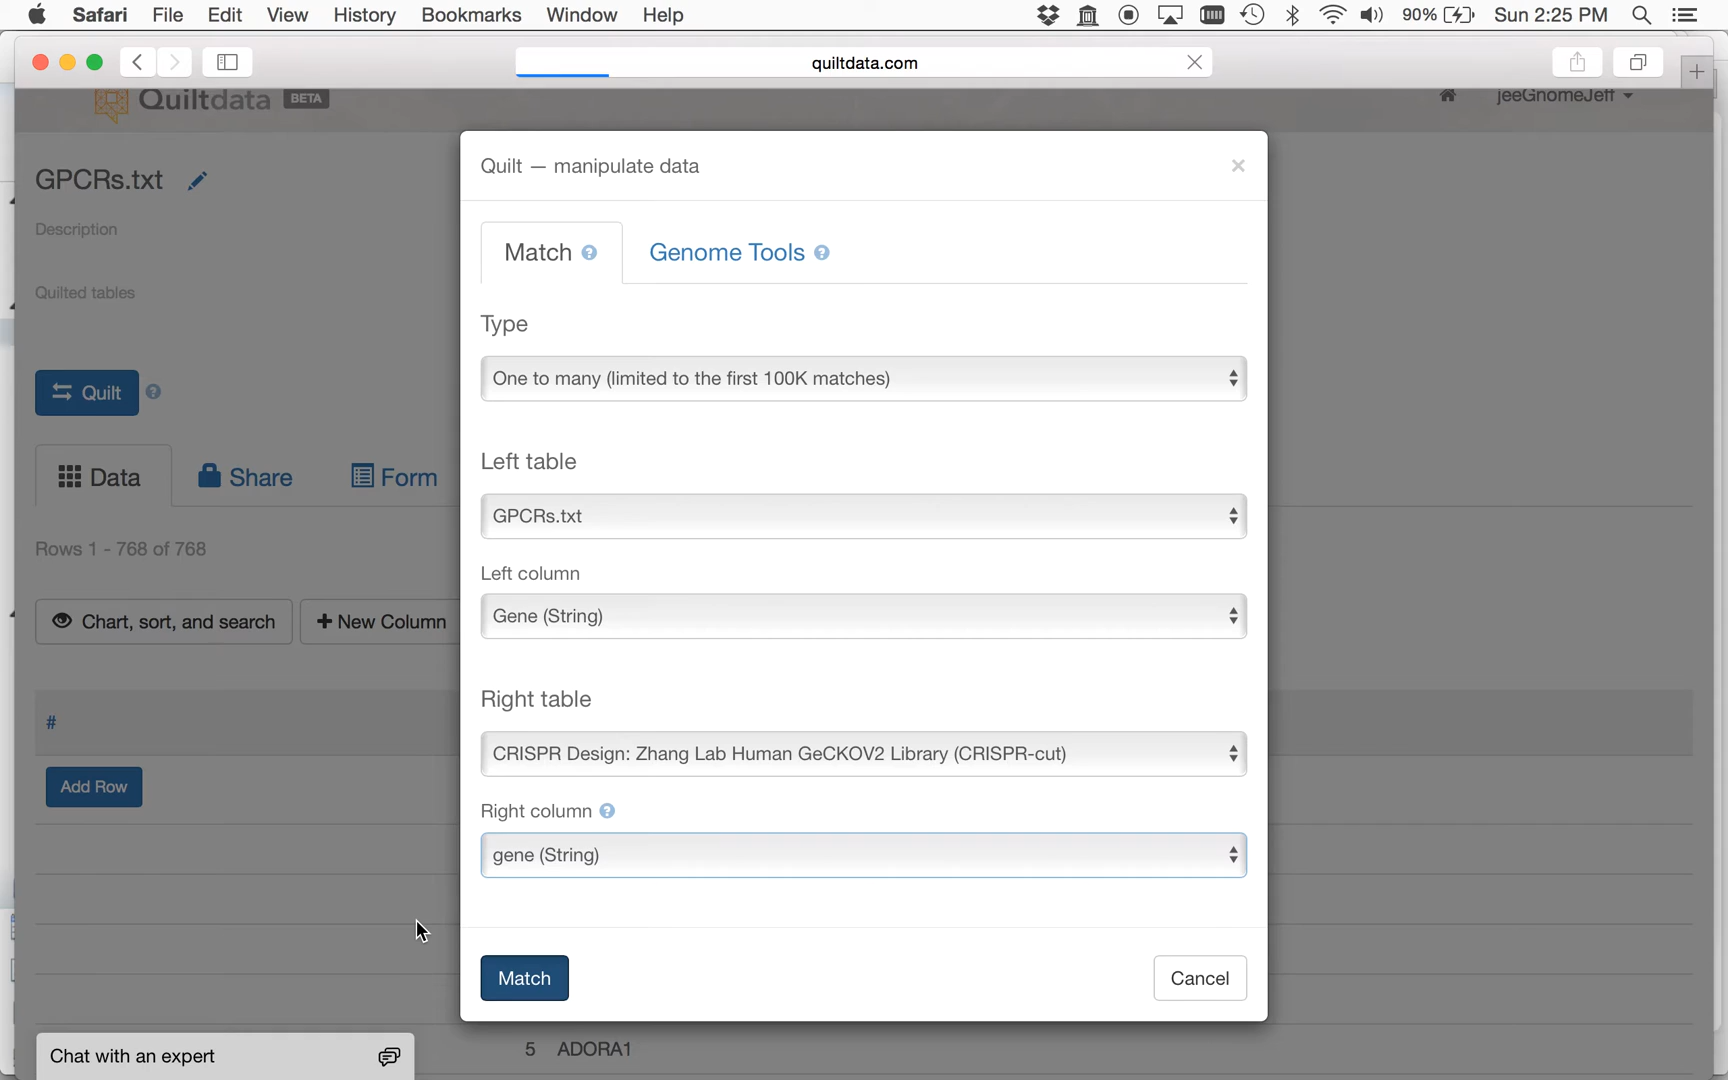 Safari File Edit View History Bookmarks Window Help 90% Sun 2:25 PM
quiltdata.com
Quiltdata BETA jeeGnomeJeff
Quilt — manipulate data ×
GPCRs.txt
Description
Match ? Genome Tools ?
Quilted tables
Type
One to many (limited to the first 100K matches)
Quilt ?
Left table
Data Share Form
GPCRs.txt
Rows 1 - 768 of 768
Left column
Gene (String)
Chart, sort, and search + New Column
Right table
#
CRISPR Design: Zhang Lab Human GeCKOV2 Library (CRISPR-cut)
Add Row
Right column ?
gene (String)
Match Cancel
Chat with an expert
5 ADORA1